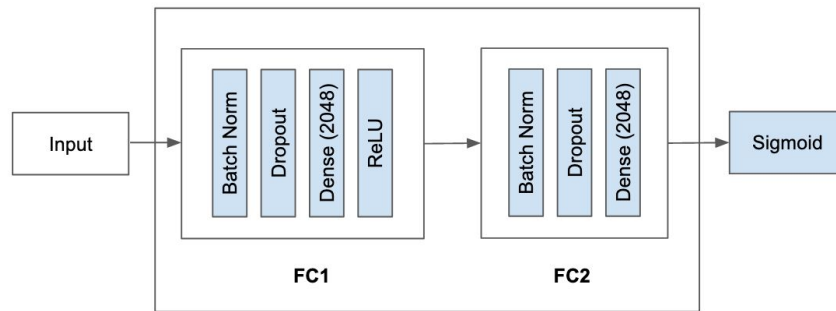 Input
Batch Norm
Dropout
Dense (2048)
ReLU
FC1
Batch Norm
Dropout
Dense (2048)
FC2
Sigmoid